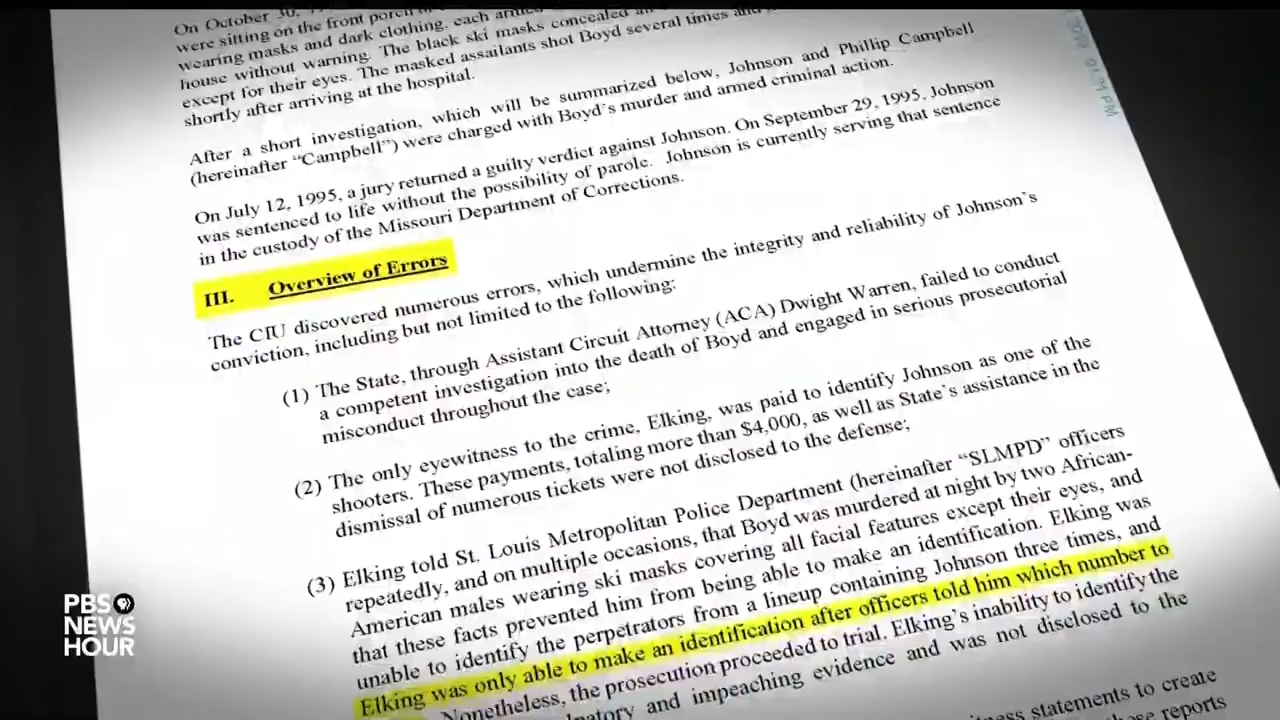 On October 30,
were sitting on the front porch
wearing masks and dark clothing, each armed
house without warning. The black ski masks concealed
except for their eyes. The masked assailants shot Boyd several times and
shortly after arriving at the hospital.
After a short investigation, which will be summarized below, Johnson and Phillip Campbell
(hereinafter “Campbell”) were charged with Boyd’s murder and armed criminal action.
On July 12, 1995, a jury returned a guilty verdict against Johnson. On September 29, 1995, Johnson
was sentenced to life without the possibility of parole. Johnson is currently serving that sentence
in the custody of the Missouri Department of Corrections.
III. Overview of Errors
The CIU discovered numerous errors, which undermine the integrity and reliability of Johnson’s
conviction, including but not limited to the following:
(1) The State, through Assistant Circuit Attorney (ACA) Dwight Warren, failed to conduct
a competent investigation into the death of Boyd and engaged in serious prosecutorial
misconduct throughout the case;
(2) The only eyewitness to the crime, Elking, was paid to identify Johnson as one of the
shooters. These payments, totaling more than $4,000, as well as State’s assistance in the
dismissal of numerous tickets were not disclosed to the defense;
(3) Elking told St. Louis Metropolitan Police Department (hereinafter “SLMPD” officers
repeatedly, and on multiple occasions, that Boyd was murdered at night by two African-
American males wearing ski masks covering all facial features except their eyes, and
that these facts prevented him from being able to make an identification. Elking was
unable to identify the perpetrators from a lineup containing Johnson three times, and
Elking was only able to make an identification after officers told him which number to
Nonetheless, the prosecution proceeded to trial. Elking’s inability to identify the
and impeaching evidence and was not disclosed to the
statements to create
reports
PBS
NEWS
HOUR